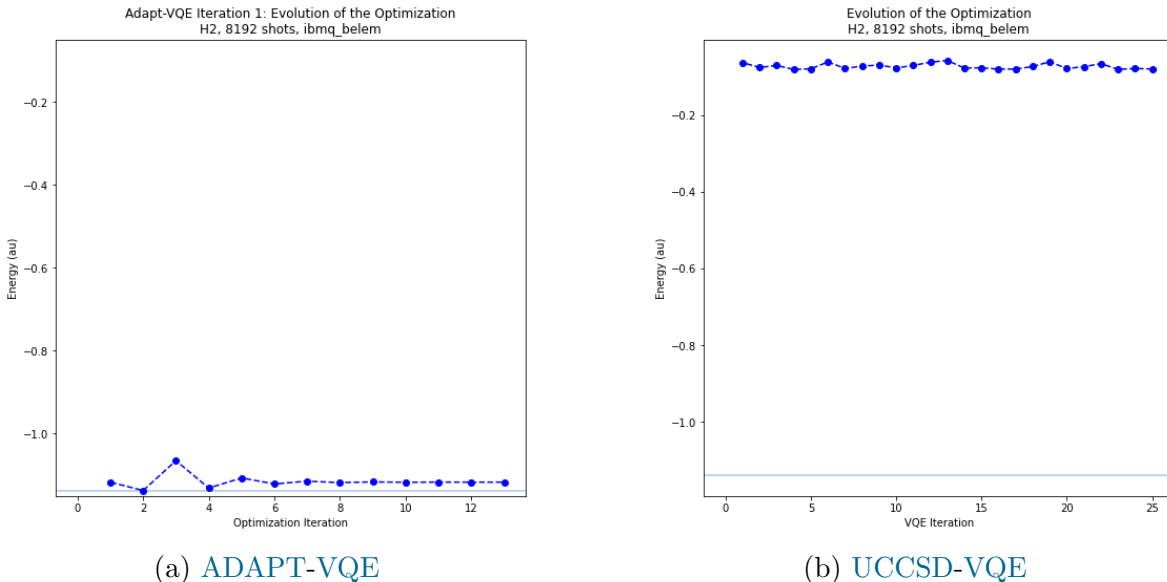 Adapt-VQE Iteration 1: Evolution of the Optimization
H2, 8192 shots, ibmq_belem
−0.2
−0.4
−0.6
−0.8
−1.0
Energy (au)
0 2 4 6 8 10 12
Optimization Iteration
(a) ADAPT-VQE
Evolution of the Optimization
H2, 8192 shots, ibmq_belem
−0.2
−0.4
−0.6
−0.8
−1.0
Energy (au)
0 5 10 15 20 25
VQE Iteration
(b) UCCSD-VQE